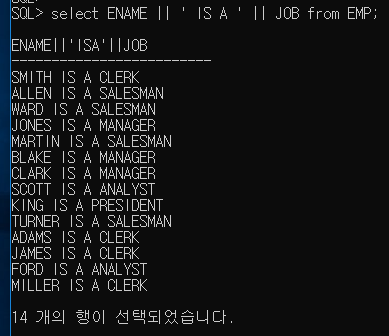 SQL> select ENAME || ' IS A ' || JOB from EMP;
ENAME||'ISA'||JOB
-------------------------
SMITH IS A CLERK
ALLEN IS A SALESMAN
WARD IS A SALESMAN
JONES IS A MANAGER
MARTIN IS A SALESMAN
BLAKE IS A MANAGER
CLARK IS A MANAGER
SCOTT IS A ANALYST
KING IS A PRESIDENT
TURNER IS A SALESMAN
ADAMS IS A CLERK
JAMES IS A CLERK
FORD IS A ANALYST
MILLER IS A CLERK
14 개의 행이 선택되었습니다.